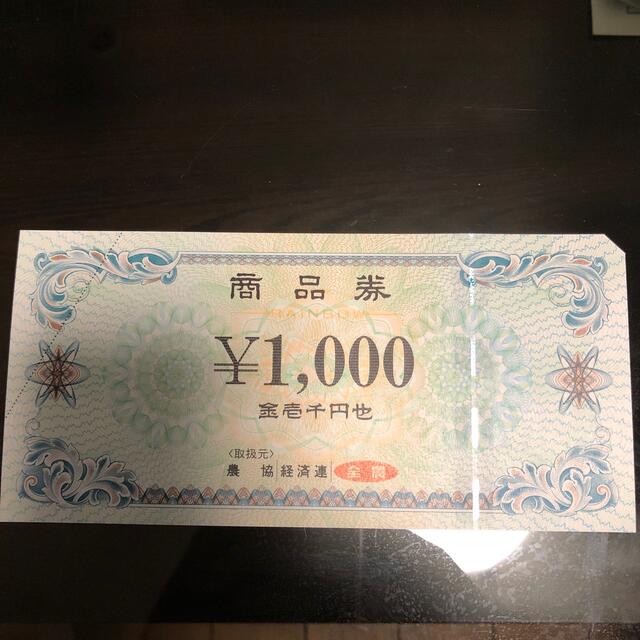 商品券
RAINBOW
¥1,000
金壱千円也
〈取扱元〉
農協 経済連 全農